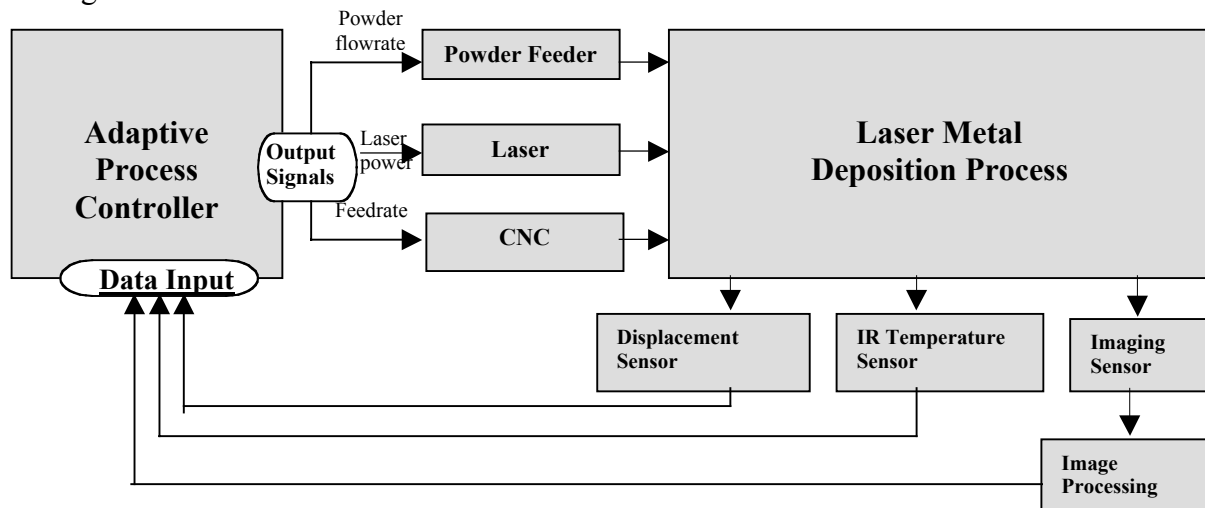 Powder
flowrate
Powder Feeder
Adaptive
Process
Controller
Output
Signals
Laser
power
Laser
Feedrate
CNC
Laser Metal
Deposition Process
Data Input
Displacement
Sensor
IR Temperature
Sensor
Imaging
Sensor
Image
Processing